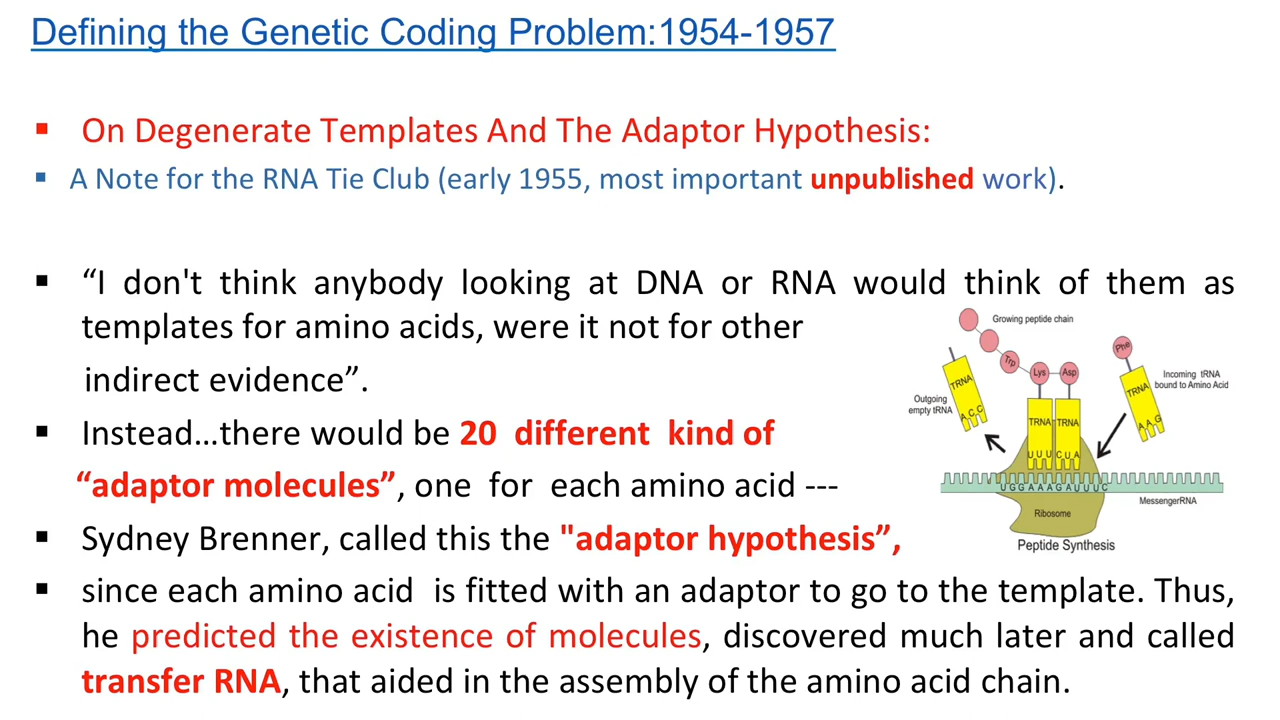 Defining the Genetic Coding Problem:1954-1957
▪ On Degenerate Templates And The Adaptor Hypothesis:
▪ A Note for the RNA Tie Club (early 1955, most important unpublished work).
▪ “I don't think anybody looking at DNA or RNA would think of them as
templates for amino acids, were it not for other
indirect evidence”.
▪ Instead…there would be 20 different kind of
“adaptor molecules”, one for each amino acid ---
▪ Sydney Brenner, called this the "adaptor hypothesis”,
▪ since each amino acid is fitted with an adaptor to go to the template. Thus,
he predicted the existence of molecules, discovered much later and called
transfer RNA, that aided in the assembly of the amino acid chain.
Growing peptide chain
Trp
Lys
Asp
Phe
Outgoing
empty tRNA
TRNA
A C C
TRNA
TRNA
TRNA
A A G
Incoming tRNA
bound to Amino Acid
U U U C U A
U G G A A A G A U U U C
MessengerRNA
Ribosome
Peptide Synthesis